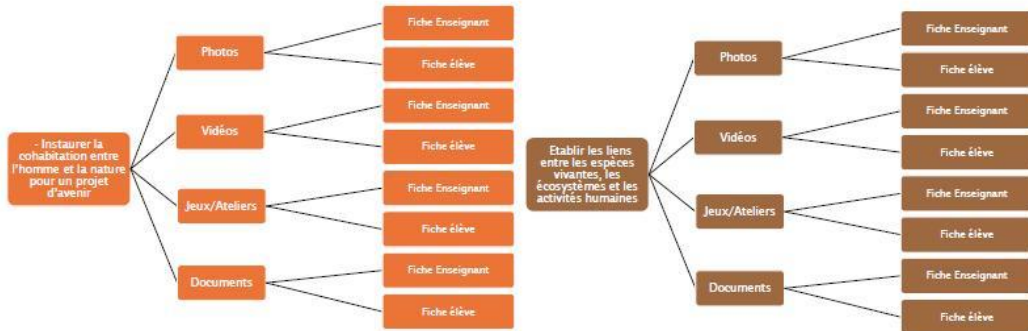 - Instaurer la
cohabitation entre
l'homme et la nature
pour un projet
d'avenir
Photos
Fiche Enseignant
Fiche élève
Vidéos
Fiche Enseignant
Fiche élève
Jeux/Ateliers
Fiche Enseignant
Fiche élève
Documents
Fiche Enseignant
Fiche élève
Etablir les liens
entre les espèces
vivantes, les
écosystèmes et les
activités humaines
Photos
Fiche Enseignant
Fiche élève
Vidéos
Fiche Enseignant
Fiche élève
Jeux/Ateliers
Fiche Enseignant
Fiche élève
Documents
Fiche Enseignant
Fiche élève